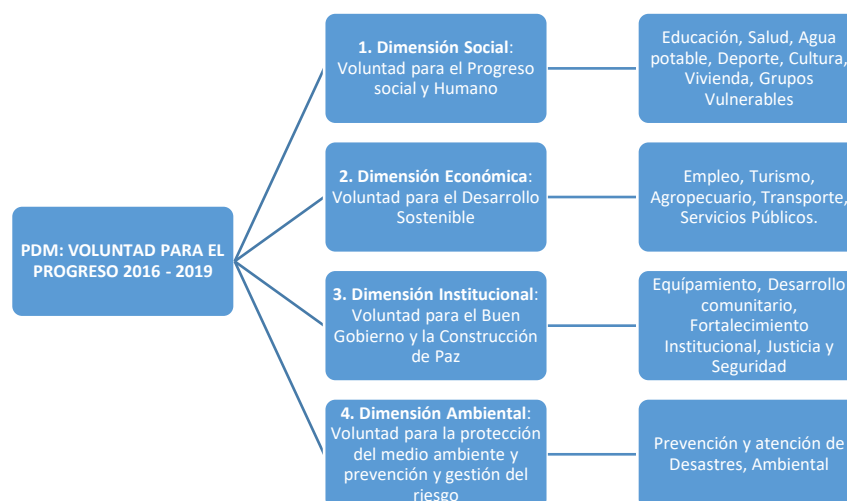 PDM: VOLUNTAD PARA EL
PROGRESO 2016 - 2019
1. Dimensión Social:
Voluntad para el Progreso
social y Humano
Educación, Salud, Agua
potable, Deporte, Cultura,
Vivienda, Grupos
Vulnerables
2. Dimensión Económica:
Voluntad para el Desarrollo
Sostenible
Empleo, Turismo,
Agropecuario, Transporte,
Servicios Públicos.
3. Dimensión Institucional:
Voluntad para el Buen
Gobierno y la Construcción
de Paz
Equípamiento, Desarrollo
comunitario,
Fortalecimiento
Institucional, Justicia y
Seguridad
4. Dimensión Ambiental:
Voluntad para la protección
del medio ambiente y
prevención y gestión del
riesgo
Prevención y atención de
Desastres, Ambiental